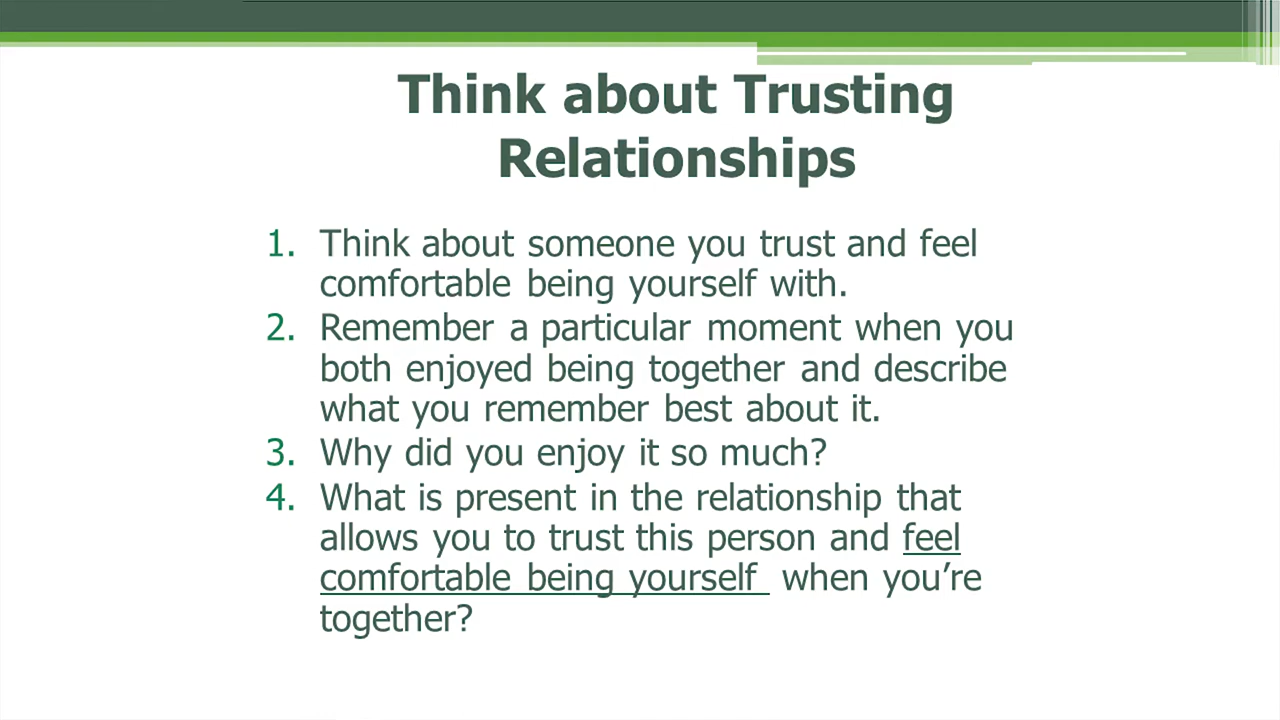 Think about Trusting
Relationships
1. Think about someone you trust and feel
comfortable being yourself with.
2. Remember a particular moment when you
both enjoyed being together and describe
what you remember best about it.
3. Why did you enjoy it so much?
4. What is present in the relationship that
allows you to trust this person and feel
comfortable being yourself when you’re
together?